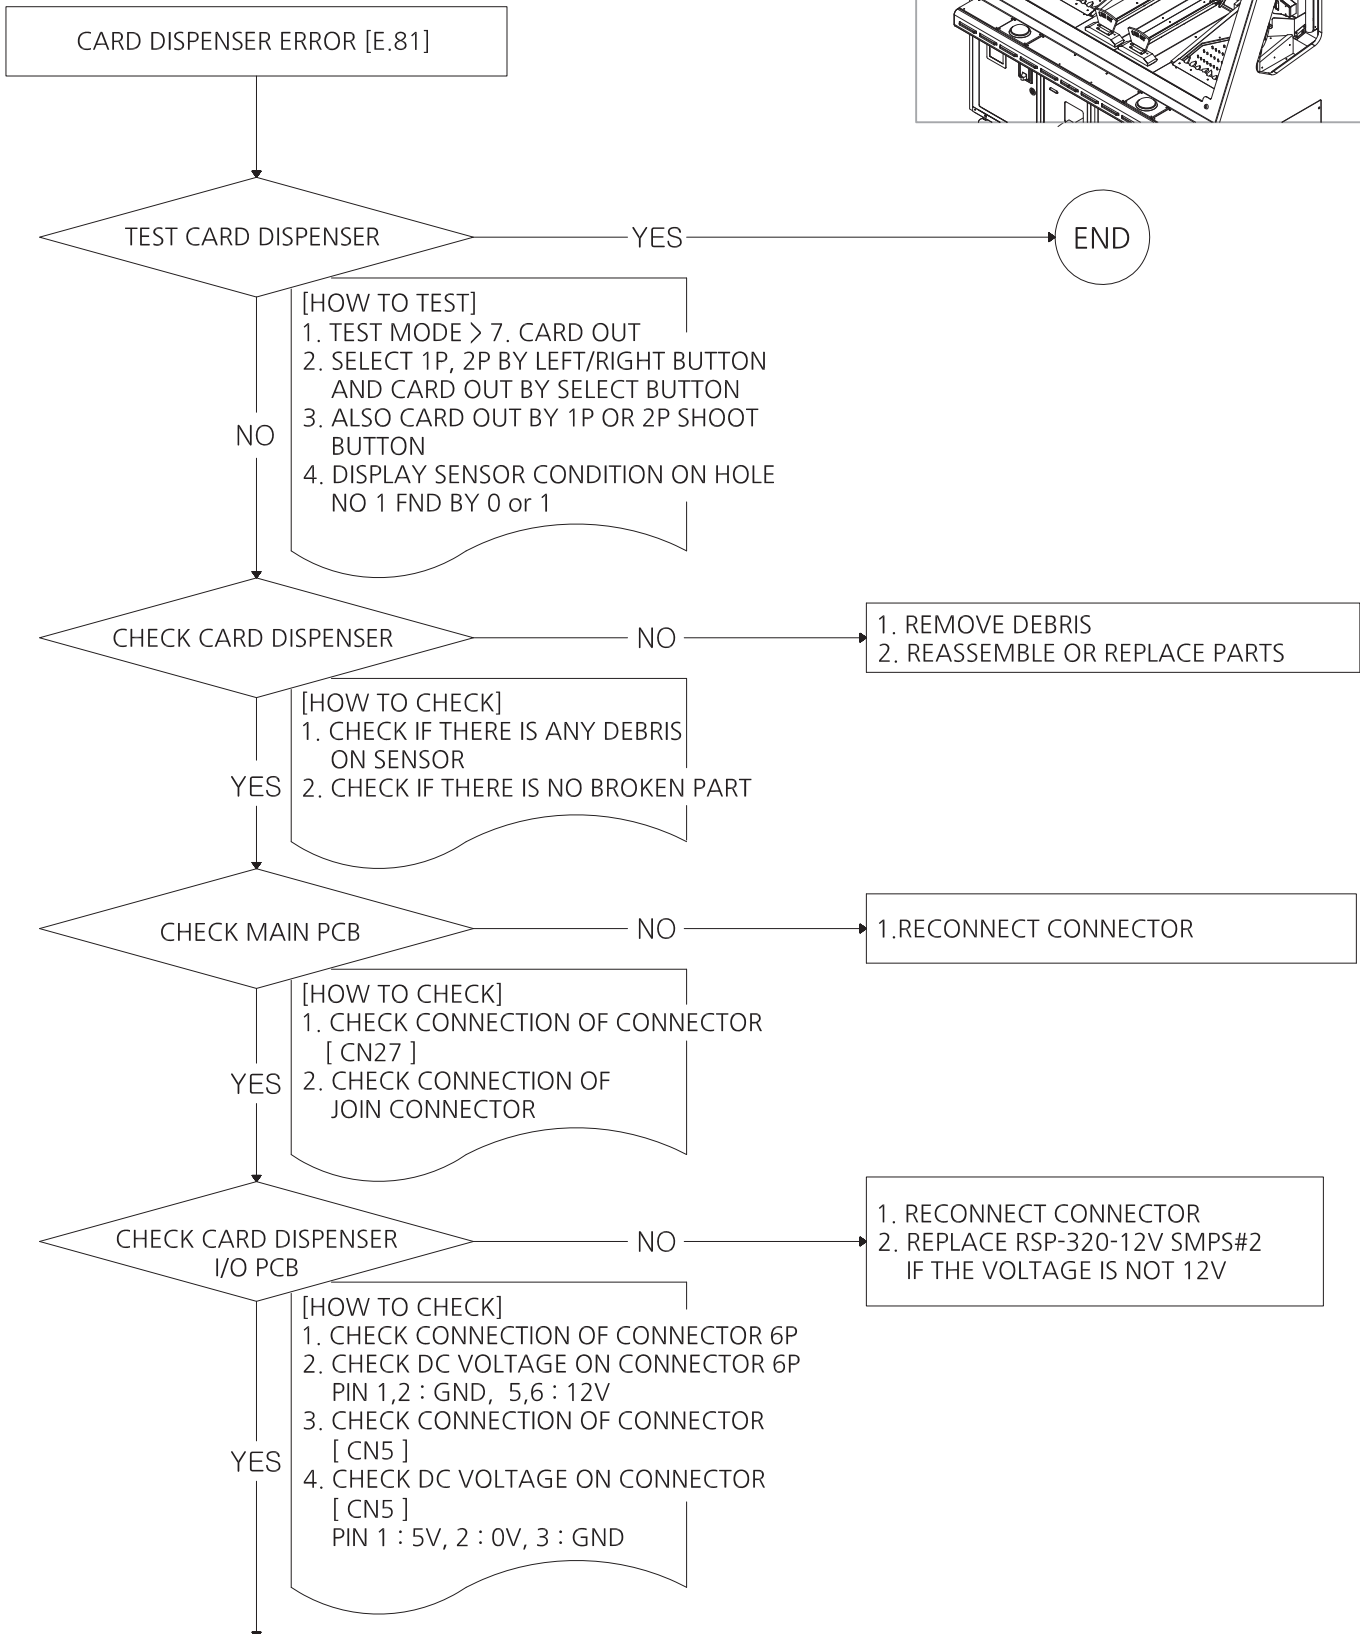 CARD DISPENSER ERROR [E.81]
TEST CARD DISPENSER
YES
END
[HOW TO TEST]
1. TEST MODE > 7. CARD OUT
2. SELECT 1P, 2P BY LEFT/RIGHT BUTTON
AND CARD OUT BY SELECT BUTTON
3. ALSO CARD OUT BY 1P OR 2P SHOOT
BUTTON
4. DISPLAY SENSOR CONDITION ON HOLE
NO 1 FND BY 0 or 1
NO
CHECK CARD DISPENSER
NO
1. REMOVE DEBRIS
2. REASSEMBLE OR REPLACE PARTS
[HOW TO CHECK]
1. CHECK IF THERE IS ANY DEBRIS
ON SENSOR
2. CHECK IF THERE IS NO BROKEN PART
YES
CHECK MAIN PCB
NO
1.RECONNECT CONNECTOR
[HOW TO CHECK]
1. CHECK CONNECTION OF CONNECTOR
[ CN27 ]
2. CHECK CONNECTION OF
JOIN CONNECTOR
YES
CHECK CARD DISPENSER
I/O PCB
NO
1. RECONNECT CONNECTOR
2. REPLACE RSP-320-12V SMPS#2
IF THE VOLTAGE IS NOT 12V
[HOW TO CHECK]
1. CHECK CONNECTION OF CONNECTOR 6P
2. CHECK DC VOLTAGE ON CONNECTOR 6P
PIN 1,2 : GND, 5,6 : 12V
3. CHECK CONNECTION OF CONNECTOR
[ CN5 ]
4. CHECK DC VOLTAGE ON CONNECTOR
[ CN5 ]
PIN 1 : 5V, 2 : 0V, 3 : GND
YES